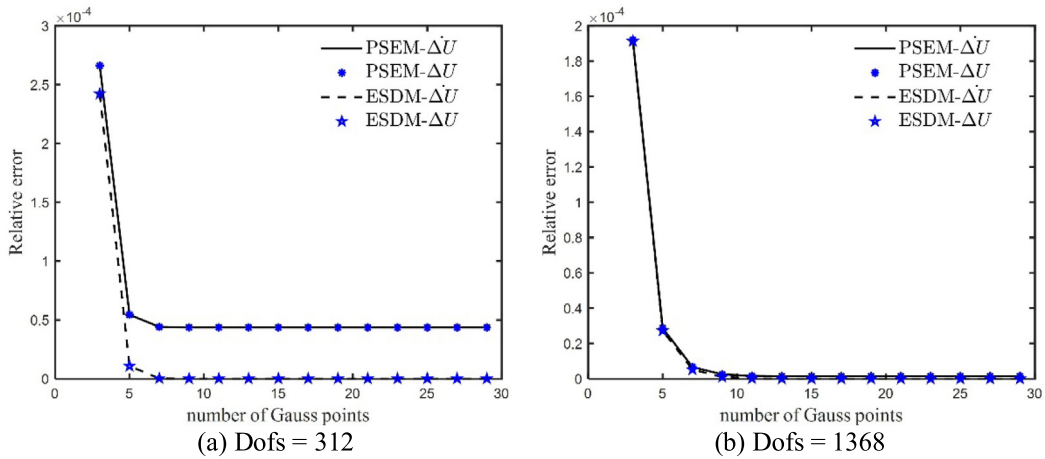 ×10⁻⁴
3
2.5
2
1.5
1
0.5
0
Relative error
PSEM-ΔU̇
PSEM-ΔU
ESDM-ΔU̇
ESDM-ΔU
0 5 10 15 20 25 30
number of Gauss points
(a) Dofs = 312
×10⁻⁴
2
1.8
1.6
1.4
1.2
1
0.8
0.6
0.4
0.2
0
Relative error
PSEM-ΔU̇
PSEM-ΔU
ESDM-ΔU̇
ESDM-ΔU
0 5 10 15 20 25 30
number of Gauss points
(b) Dofs = 1368